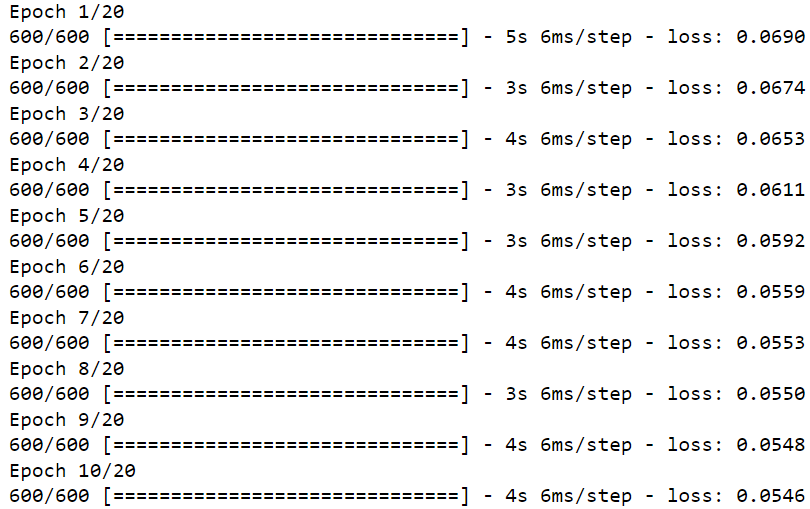 Epoch 1/20
600/600 [==============================] - 5s 6ms/step - loss: 0.0690
Epoch 2/20
600/600 [==============================] - 3s 6ms/step - loss: 0.0674
Epoch 3/20
600/600 [==============================] - 4s 6ms/step - loss: 0.0653
Epoch 4/20
600/600 [==============================] - 3s 6ms/step - loss: 0.0611
Epoch 5/20
600/600 [==============================] - 3s 6ms/step - loss: 0.0592
Epoch 6/20
600/600 [==============================] - 4s 6ms/step - loss: 0.0559
Epoch 7/20
600/600 [==============================] - 4s 6ms/step - loss: 0.0553
Epoch 8/20
600/600 [==============================] - 3s 6ms/step - loss: 0.0550
Epoch 9/20
600/600 [==============================] - 4s 6ms/step - loss: 0.0548
Epoch 10/20
600/600 [==============================] - 4s 6ms/step - loss: 0.0546